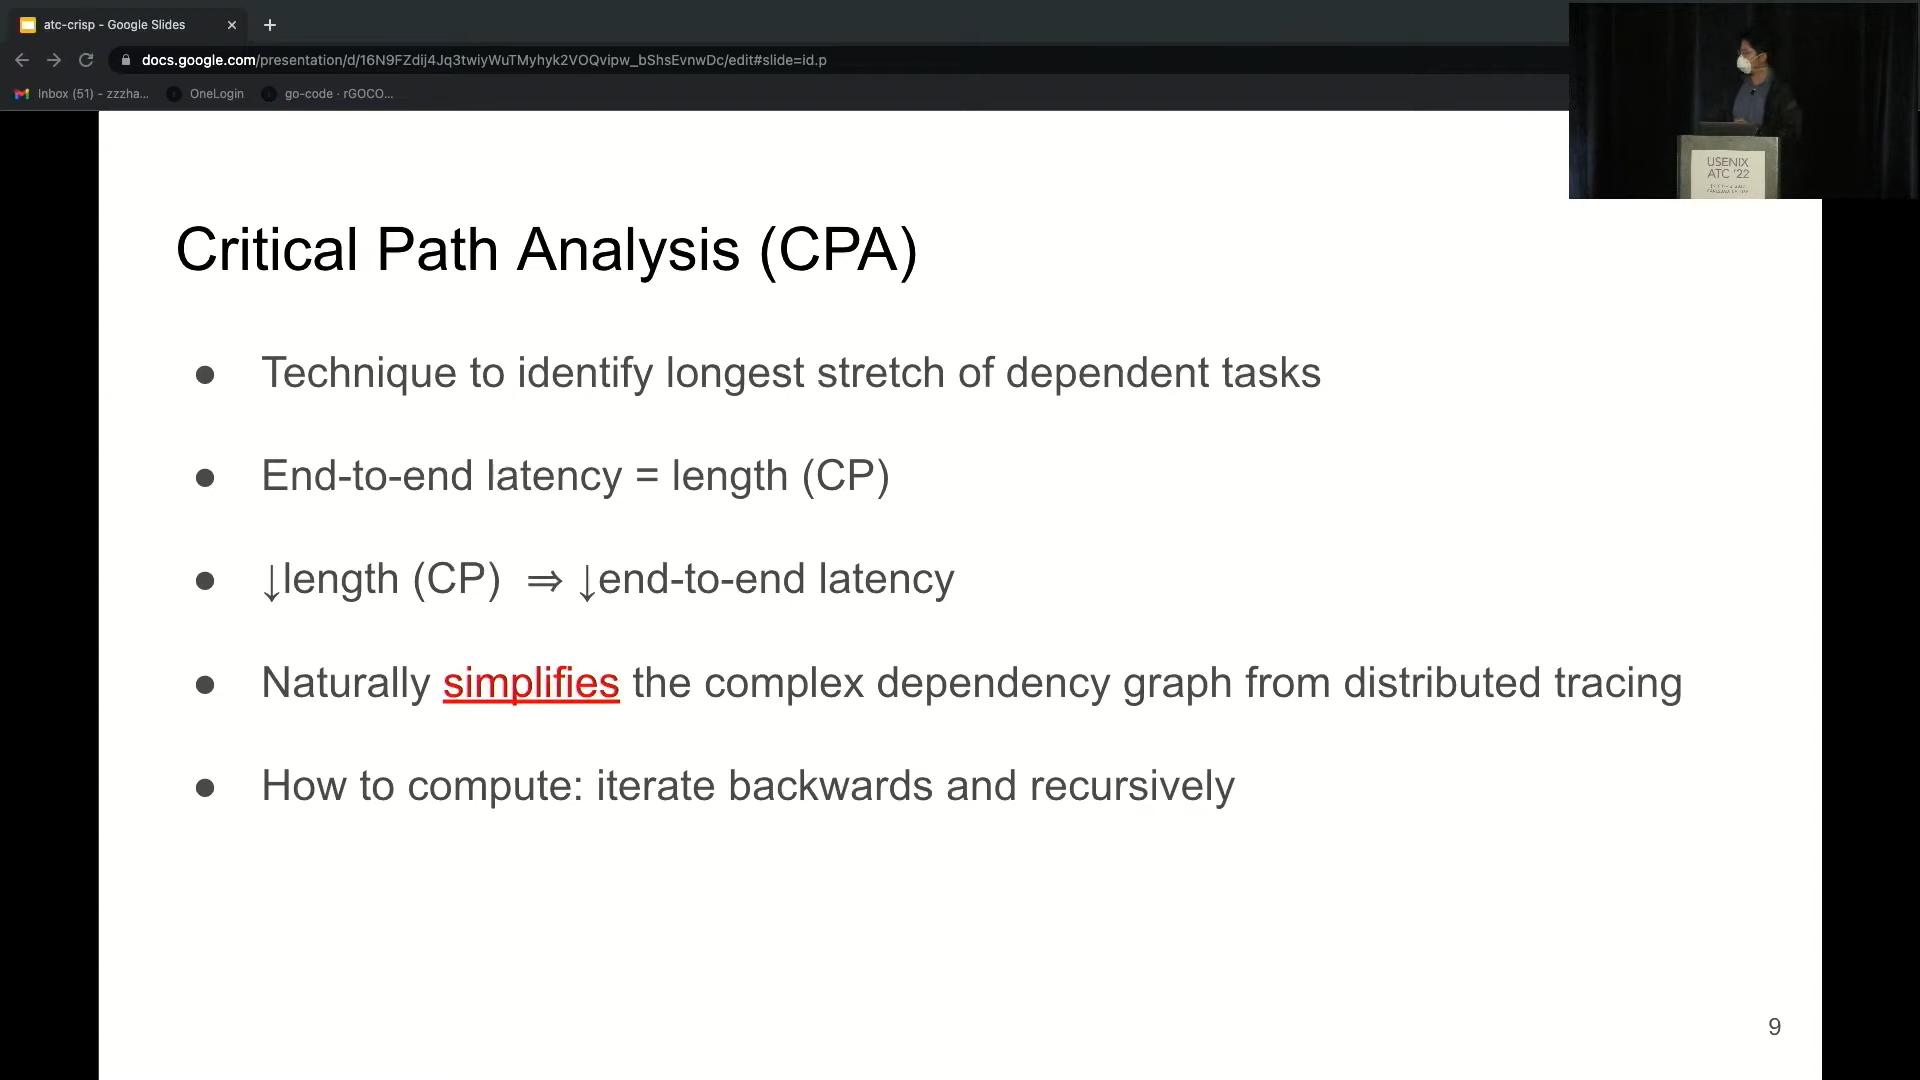 atc-crisp - Google Slides
docs.google.com/presentation/d/16N9FZdij4Jq3twiyWuTMyhyk2VOQvipw_bShsEvnwDc/edit#slide=id.p
Inbox (51) - zzzha... OneLogin go-code · rGOCO...
USENIX
ATC '22
Critical Path Analysis (CPA)
● Technique to identify longest stretch of dependent tasks
● End-to-end latency = length (CP)
● ↓length (CP) ⇒ ↓end-to-end latency
● Naturally simplifies the complex dependency graph from distributed tracing
● How to compute: iterate backwards and recursively
9